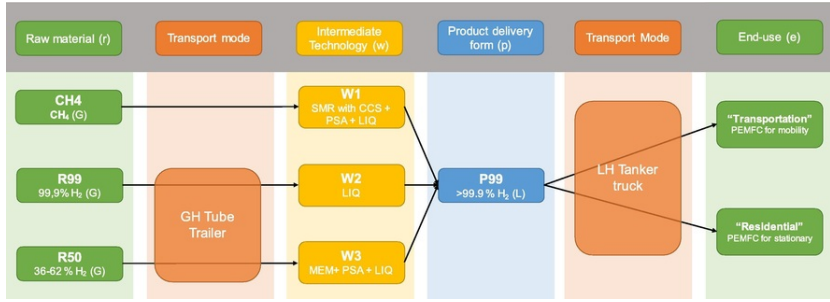 Raw material (r)
Transport mode
Intermediate
Technology (w)
Product delivery
form (p)
Transport Mode
End-use (e)
CH4
CH₄ (G)
W1
SMR with CCS +
PSA + LIQ
"Transportation"
PEMFC for mobility
R99
99,9% H₂ (G)
GH Tube
Trailer
W2
LIQ
P99
>99.9% H₂ (L)
LH Tanker
truck
R50
36-62 % H₂ (G)
W3
MEM+ PSA + LIQ
"Residential"
PEMFC for stationary